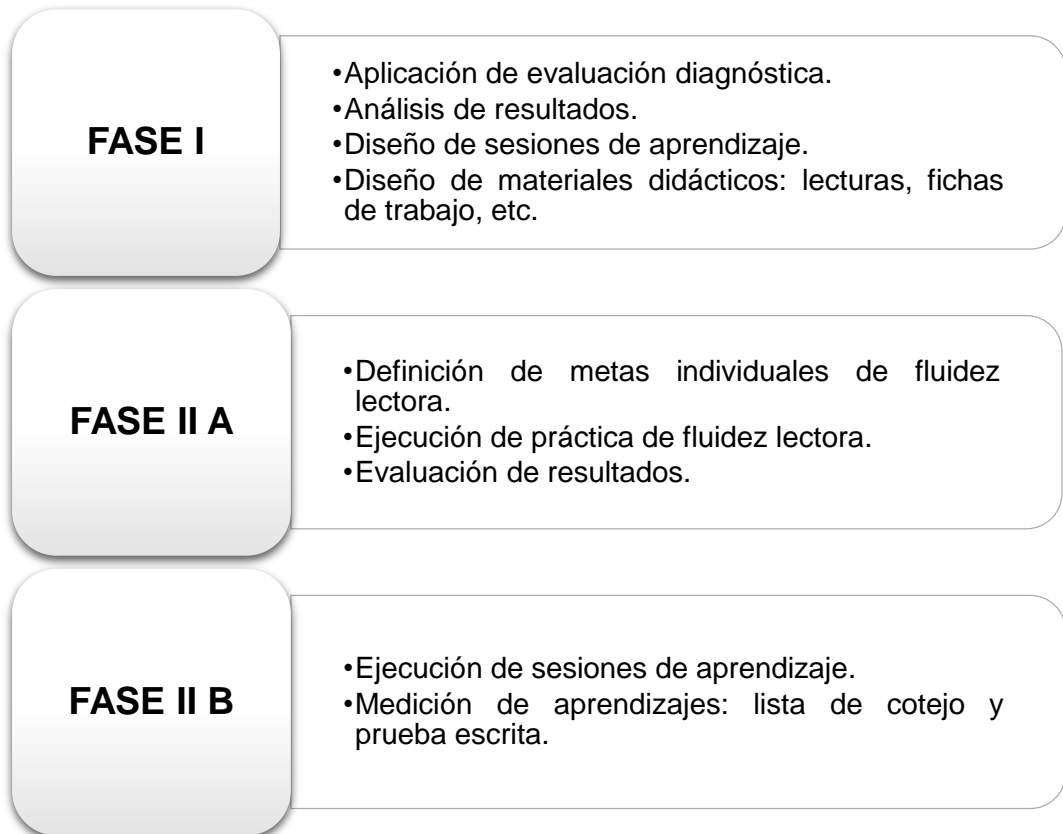 FASE I
•Aplicación de evaluación diagnóstica.
•Análisis de resultados.
•Diseño de sesiones de aprendizaje.
•Diseño de materiales didácticos: lecturas, fichas
de trabajo, etc.
FASE II A
•Definición de metas individuales de fluidez
lectora.
•Ejecución de práctica de fluidez lectora.
•Evaluación de resultados.
FASE II B
•Ejecución de sesiones de aprendizaje.
•Medición de aprendizajes: lista de cotejo y
prueba escrita.